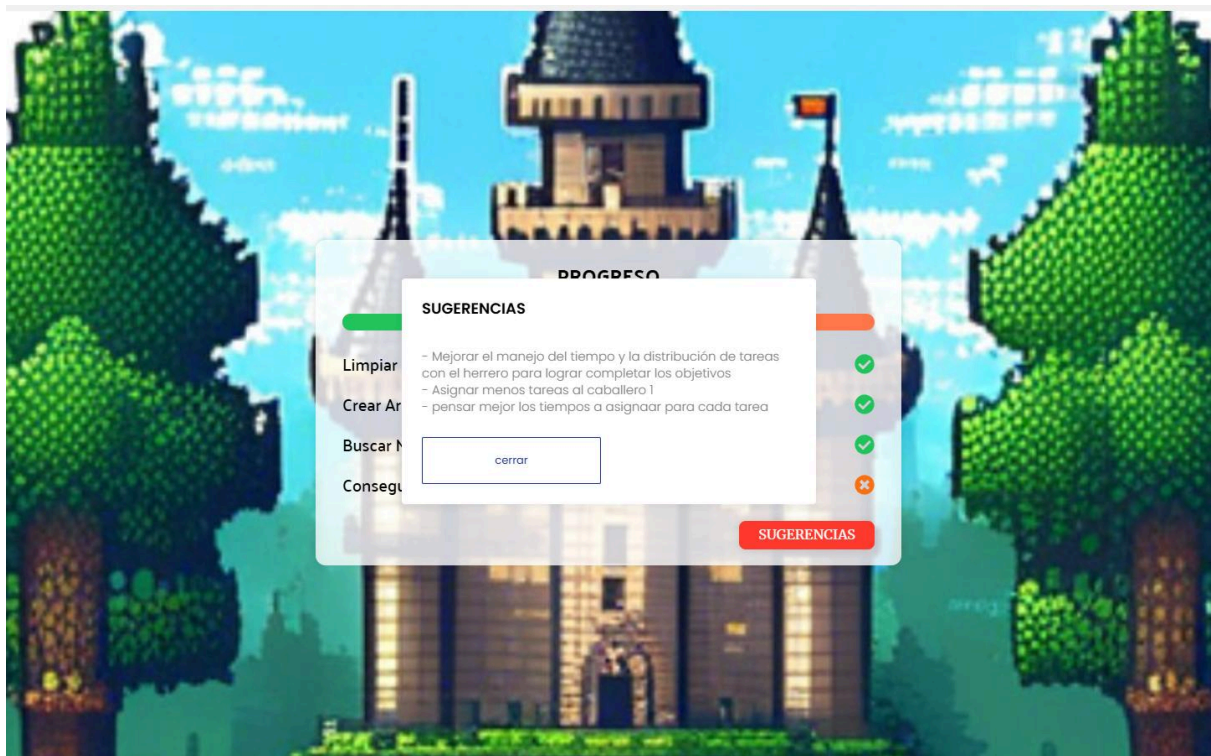 PROGRESO
SUGERENCIAS
- Mejorar el manejo del tiempo y la distribución de tareas
con el herrero para lograr completar los objetivos
- Asignar menos tareas al caballero 1
- pensar mejor los tiempos a asignaar para cada tarea
cerrar
Limpiar
Crear Ar
Buscar
Consegu
SUGERENCIAS